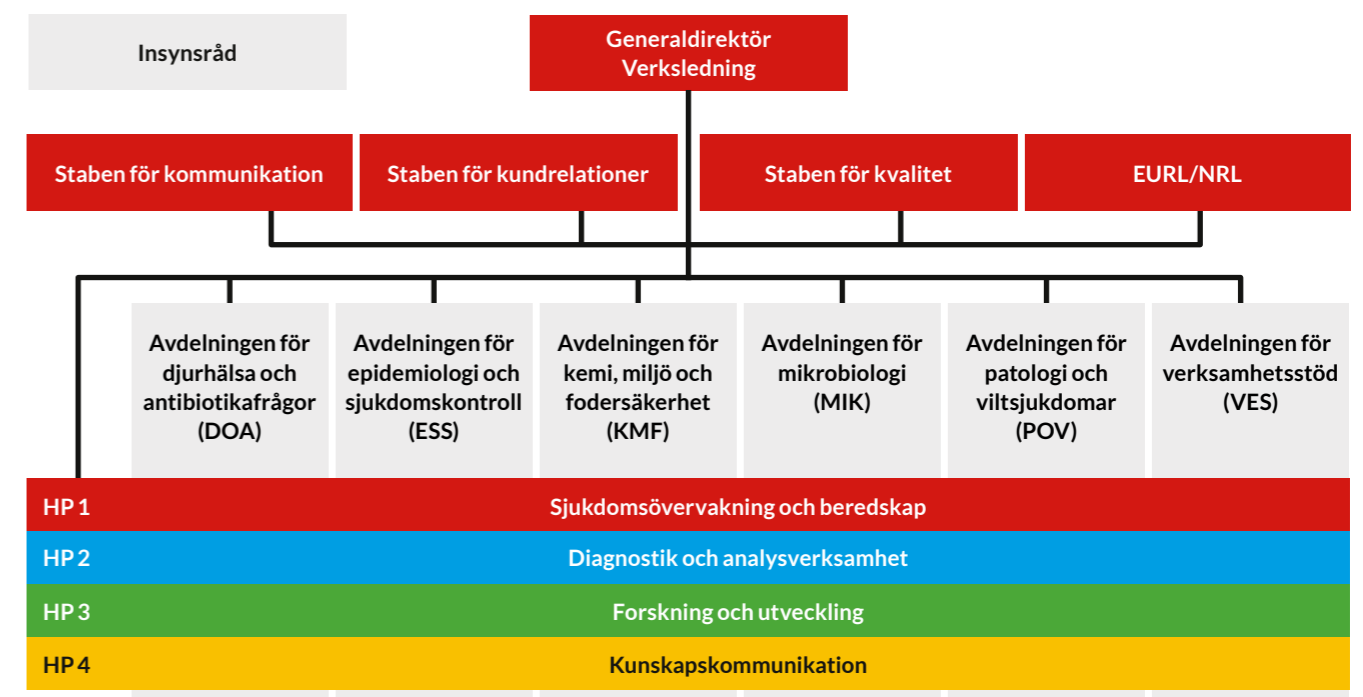 Insynsråd
Generaldirektör
Verksledning
Staben för kommunikation
Staben för kundrelationer
Staben för kvalitet
EURL/NRL
Avdelningen för
djurhälsa och
antibiotikafrågor
(DOA)
Avdelningen för
epidemiologi och
sjukdomskontroll
(ESS)
Avdelningen för
kemi, miljö och
fodersäkerhet
(KMF)
Avdelningen för
mikrobiologi
(MIK)
Avdelningen för
patologi och
viltsjukdomar
(POV)
Avdelningen för
verksamhetsstöd
(VES)
HP 1 Sjukdomsövervakning och beredskap
HP 2 Diagnostik och analysverksamhet
HP 3 Forskning och utveckling
HP 4 Kunskapskommunikation